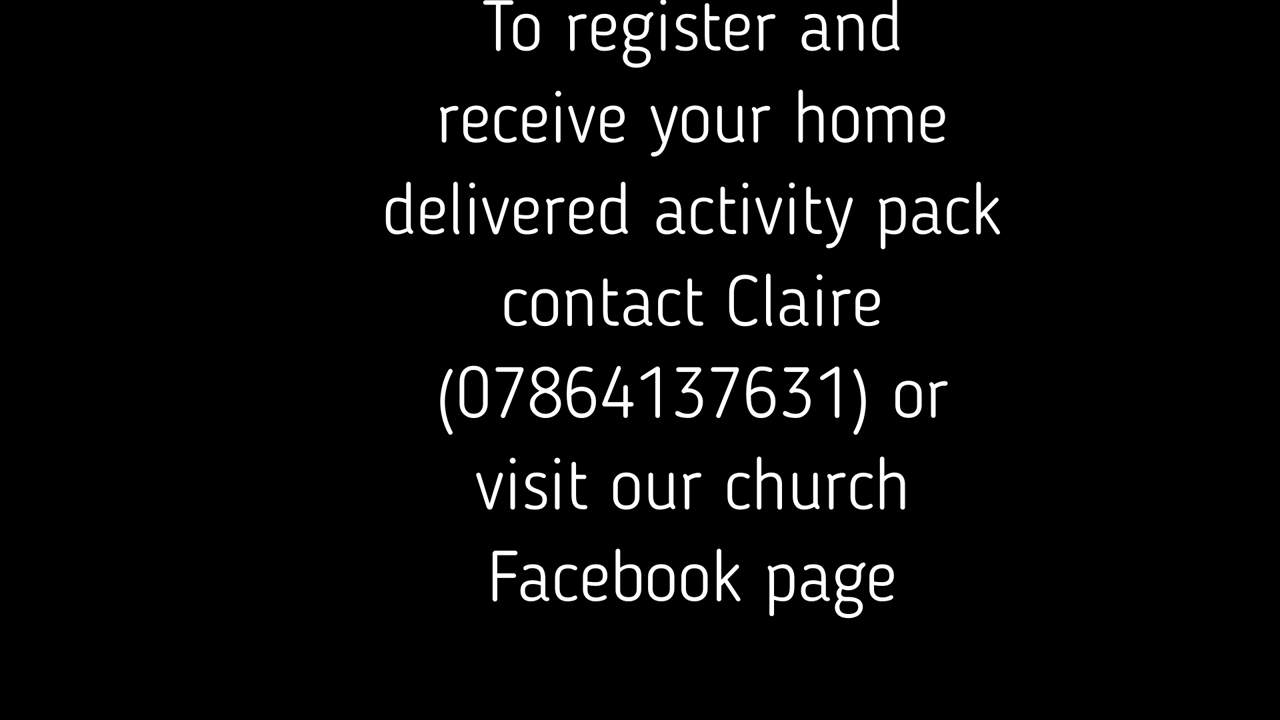 To register and
receive your home
delivered activity pack
contact Claire
(07864137631) or
visit our church
Facebook page